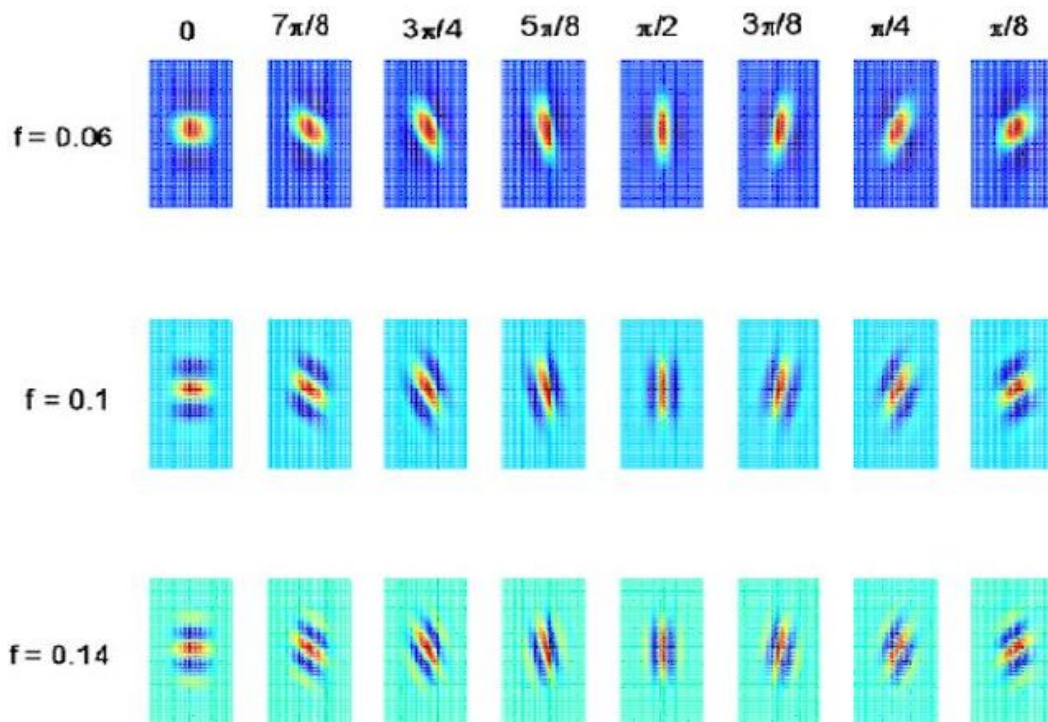 0 7π/8 3π/4 5π/8 π/2 3π/8 π/4 π/8
f = 0.06
f = 0.1
f = 0.14